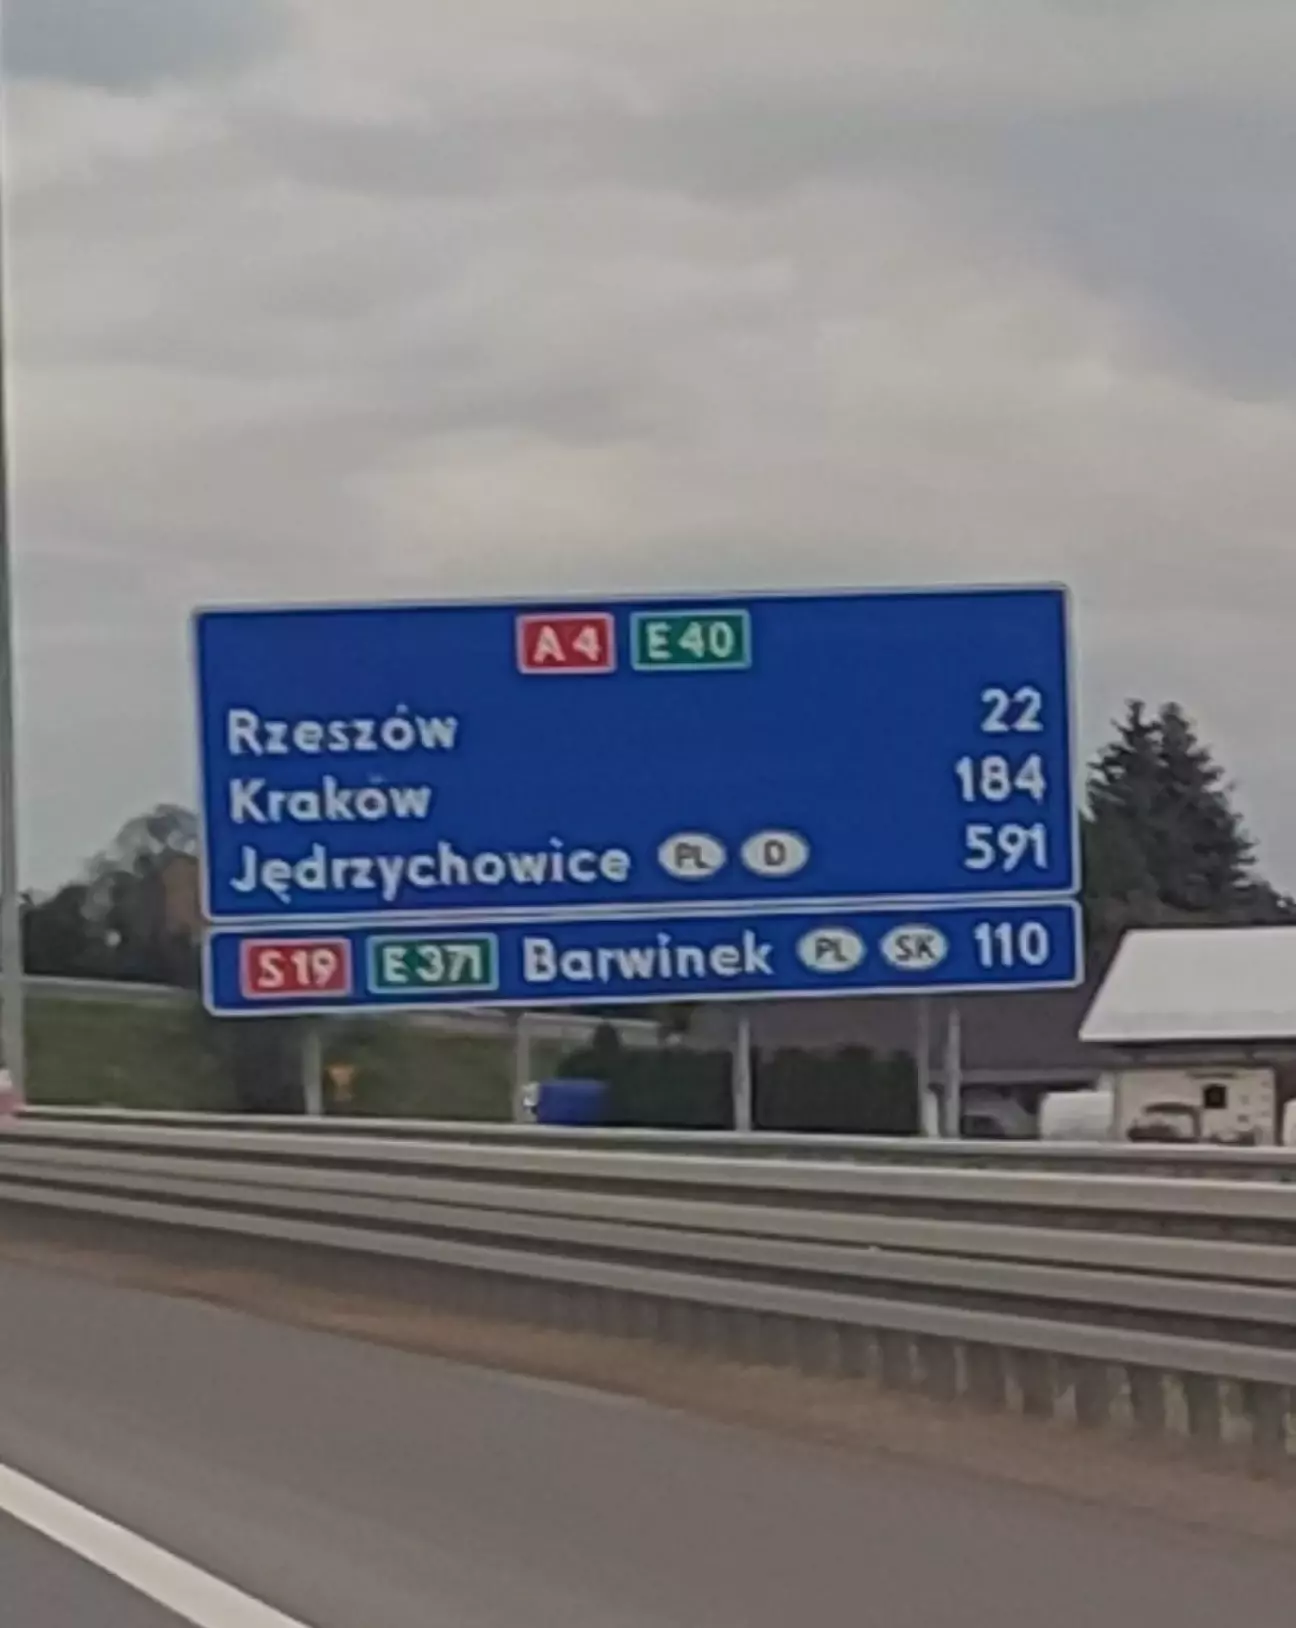 A4 E40
Rzeszów 22
Kraków 184
Jędrzychowice PL D 591
S19 E371 Barwinek PL SK 110